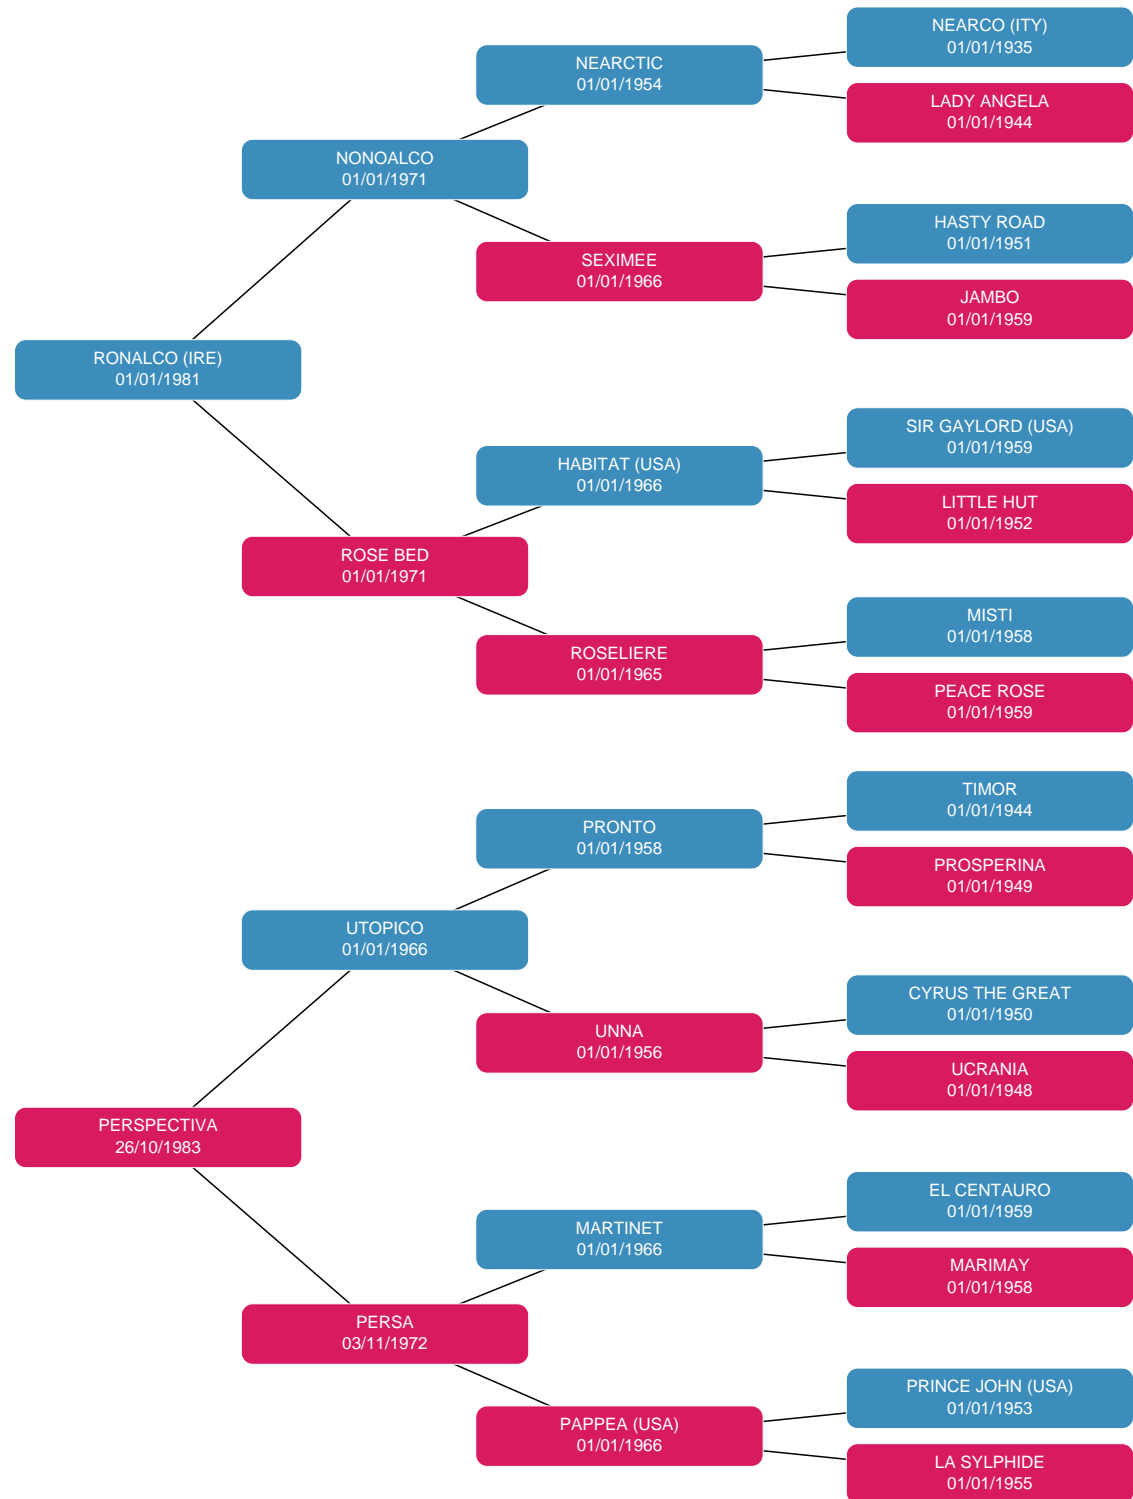 NEARCO (ITY)
01/01/1935
NEARCTIC
01/01/1954
LADY ANGELA
01/01/1944
NONOALCO
01/01/1971
HASTY ROAD
01/01/1951
SEXIMEE
01/01/1966
JAMBO
01/01/1959
RONALCO (IRE)
01/01/1981
SIR GAYLORD (USA)
01/01/1959
HABITAT (USA)
01/01/1966
LITTLE HUT
01/01/1952
ROSE BED
01/01/1971
MISTI
01/01/1958
ROSELIERE
01/01/1965
PEACE ROSE
01/01/1959
TIMOR
01/01/1944
PRONTO
01/01/1958
PROSPERINA
01/01/1949
UTOPICO
01/01/1966
CYRUS THE GREAT
01/01/1950
UNNA
01/01/1956
UCRANIA
01/01/1948
PERSPECTIVA
26/10/1983
EL CENTAURO
01/01/1959
MARTINET
01/01/1966
MARIMAY
01/01/1958
PERSA
03/11/1972
PRINCE JOHN (USA)
01/01/1953
PAPPEA (USA)
01/01/1966
LA SYLPHIDE
01/01/1955